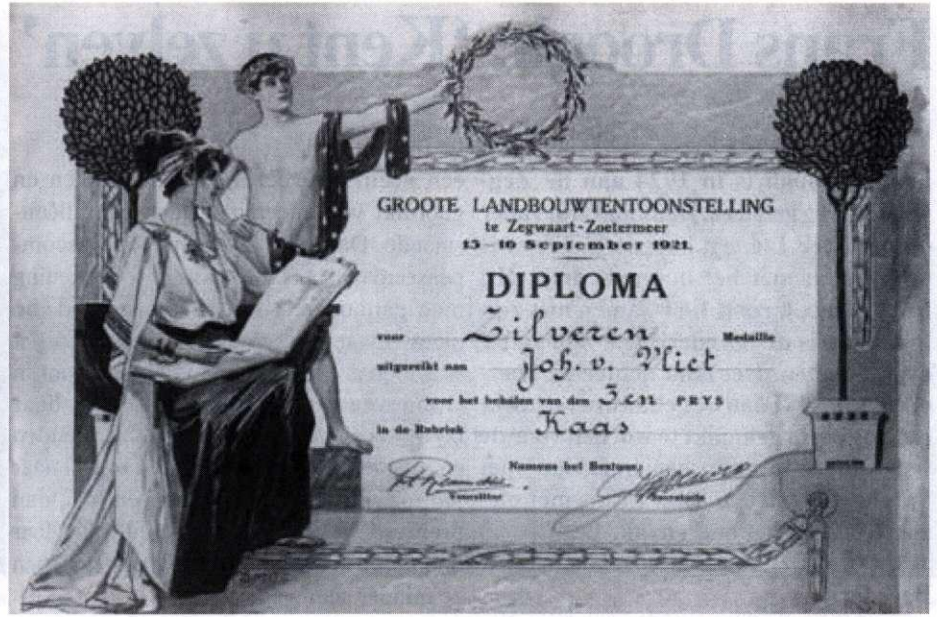 GROOTE LANDBOUWTENTOONSTELLING
te Zegwaart-Zoetermeer
15-16 September 1921.
DIPLOMA
voor Zilveren Medaille
uitgereikt aan Joh. v. Vliet
voor het behalen van den 3en PRYS
in de Rubriek Kaas
Namens het Bestuur,
Voorzitter Secretaris